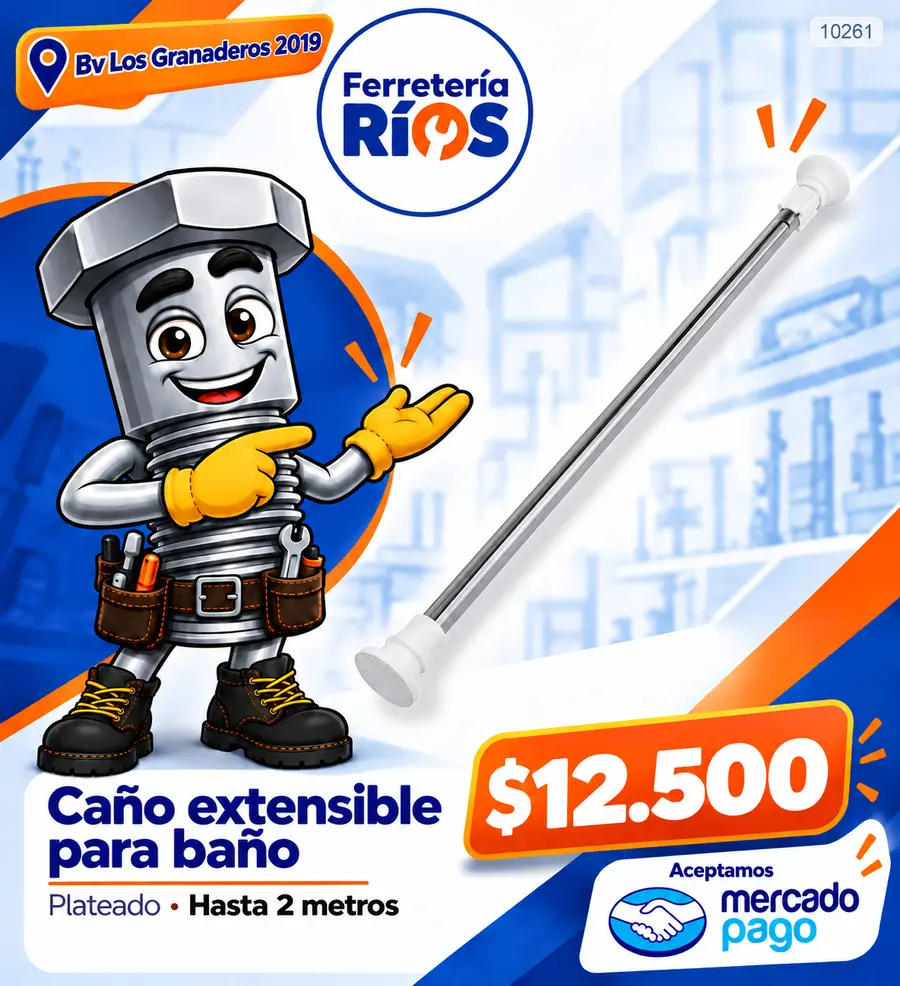 Bv Los Granaderos 2019
Ferretería
Ríos
10261
$12.500
Caño extensible
para baño
Plateado • Hasta 2 metros
Aceptamos
mercado
pago